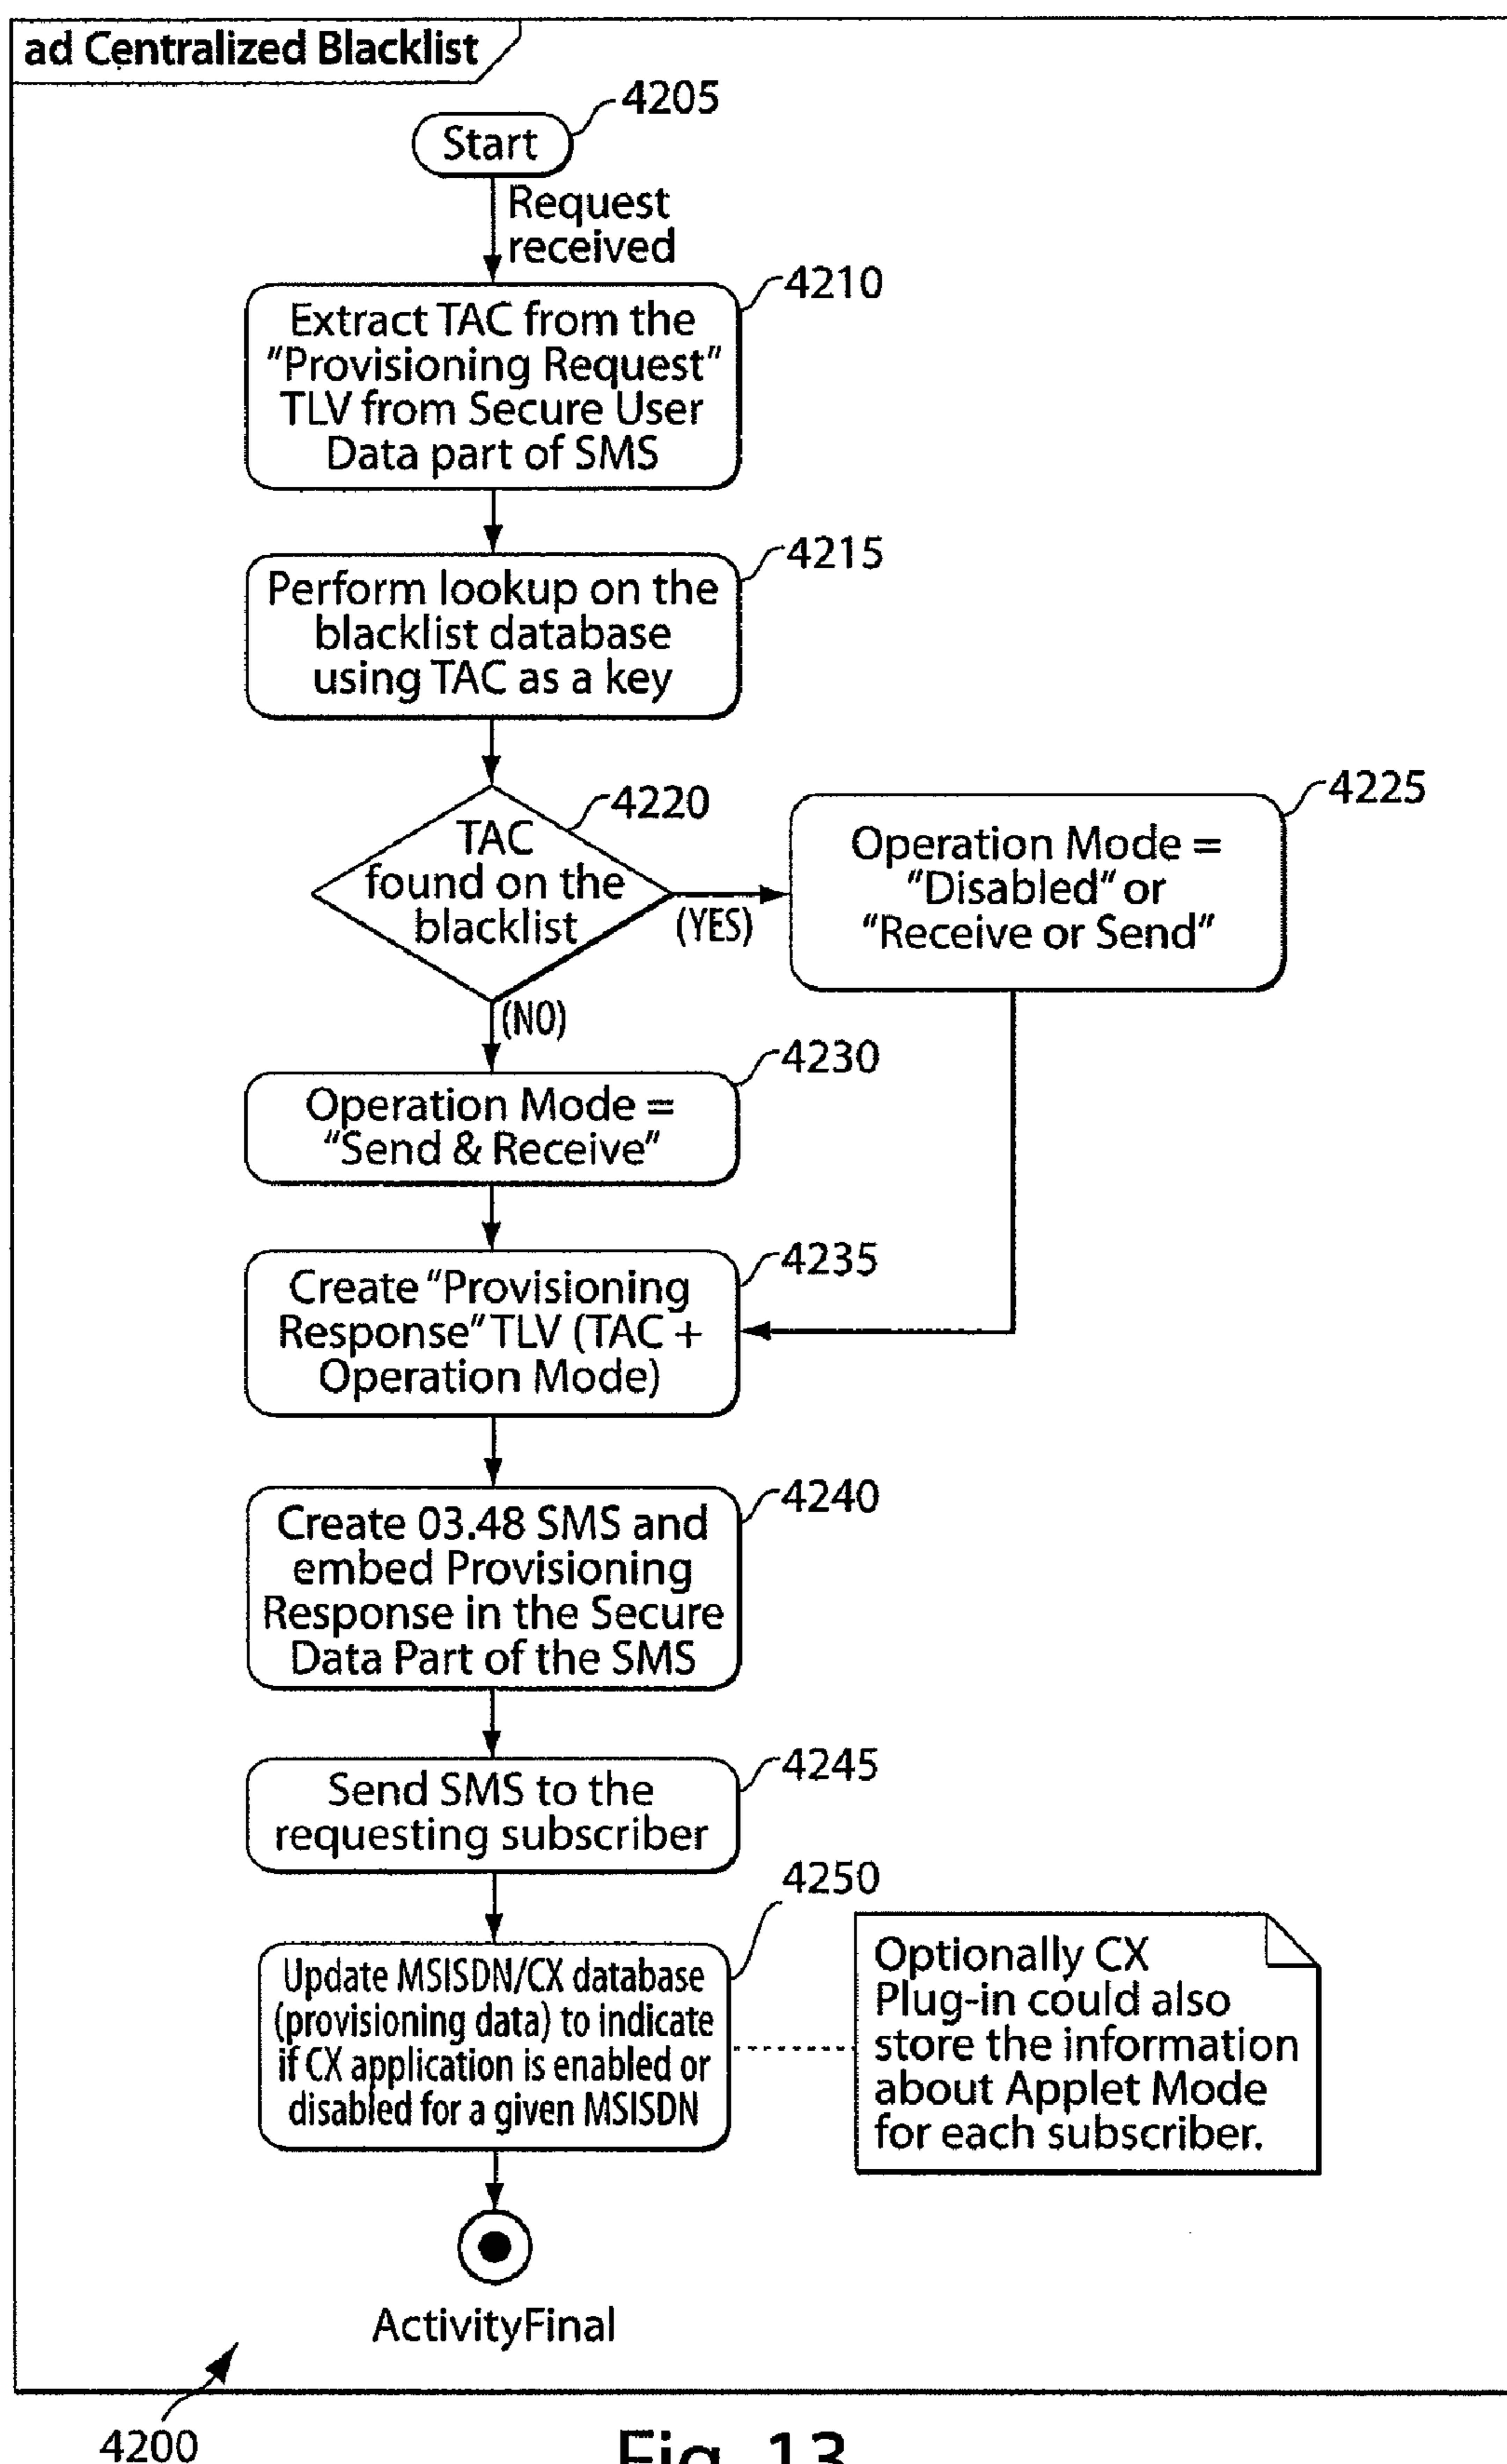 ad Centralized Blacklist
4205
Start
Request
received
4210
Extract TAC from the
"Provisioning Request"
TLV from Secure User
Data part of SMS
4215
Perform lookup on the
blacklist database
using TAC as a key
4220
TAC
found on the
blacklist
(YES)
4225
Operation Mode =
"Disabled" or
"Receive or Send"
(NO)
4230
Operation Mode =
"Send & Receive"
4235
Create "Provisioning
Response" TLV (TAC +
Operation Mode)
4240
Create 03.48 SMS and
embed Provisioning
Response in the Secure
Data Part of the SMS
4245
Send SMS to the
requesting subscriber
4250
Update MSISDN/CX database
(provisioning data) to indicate
if CX application is enabled or
disabled for a given MSISDN
Optionally CX
Plug-in could also
store the information
about Applet Mode
for each subscriber.
ActivityFinal
4200
Fig. 13